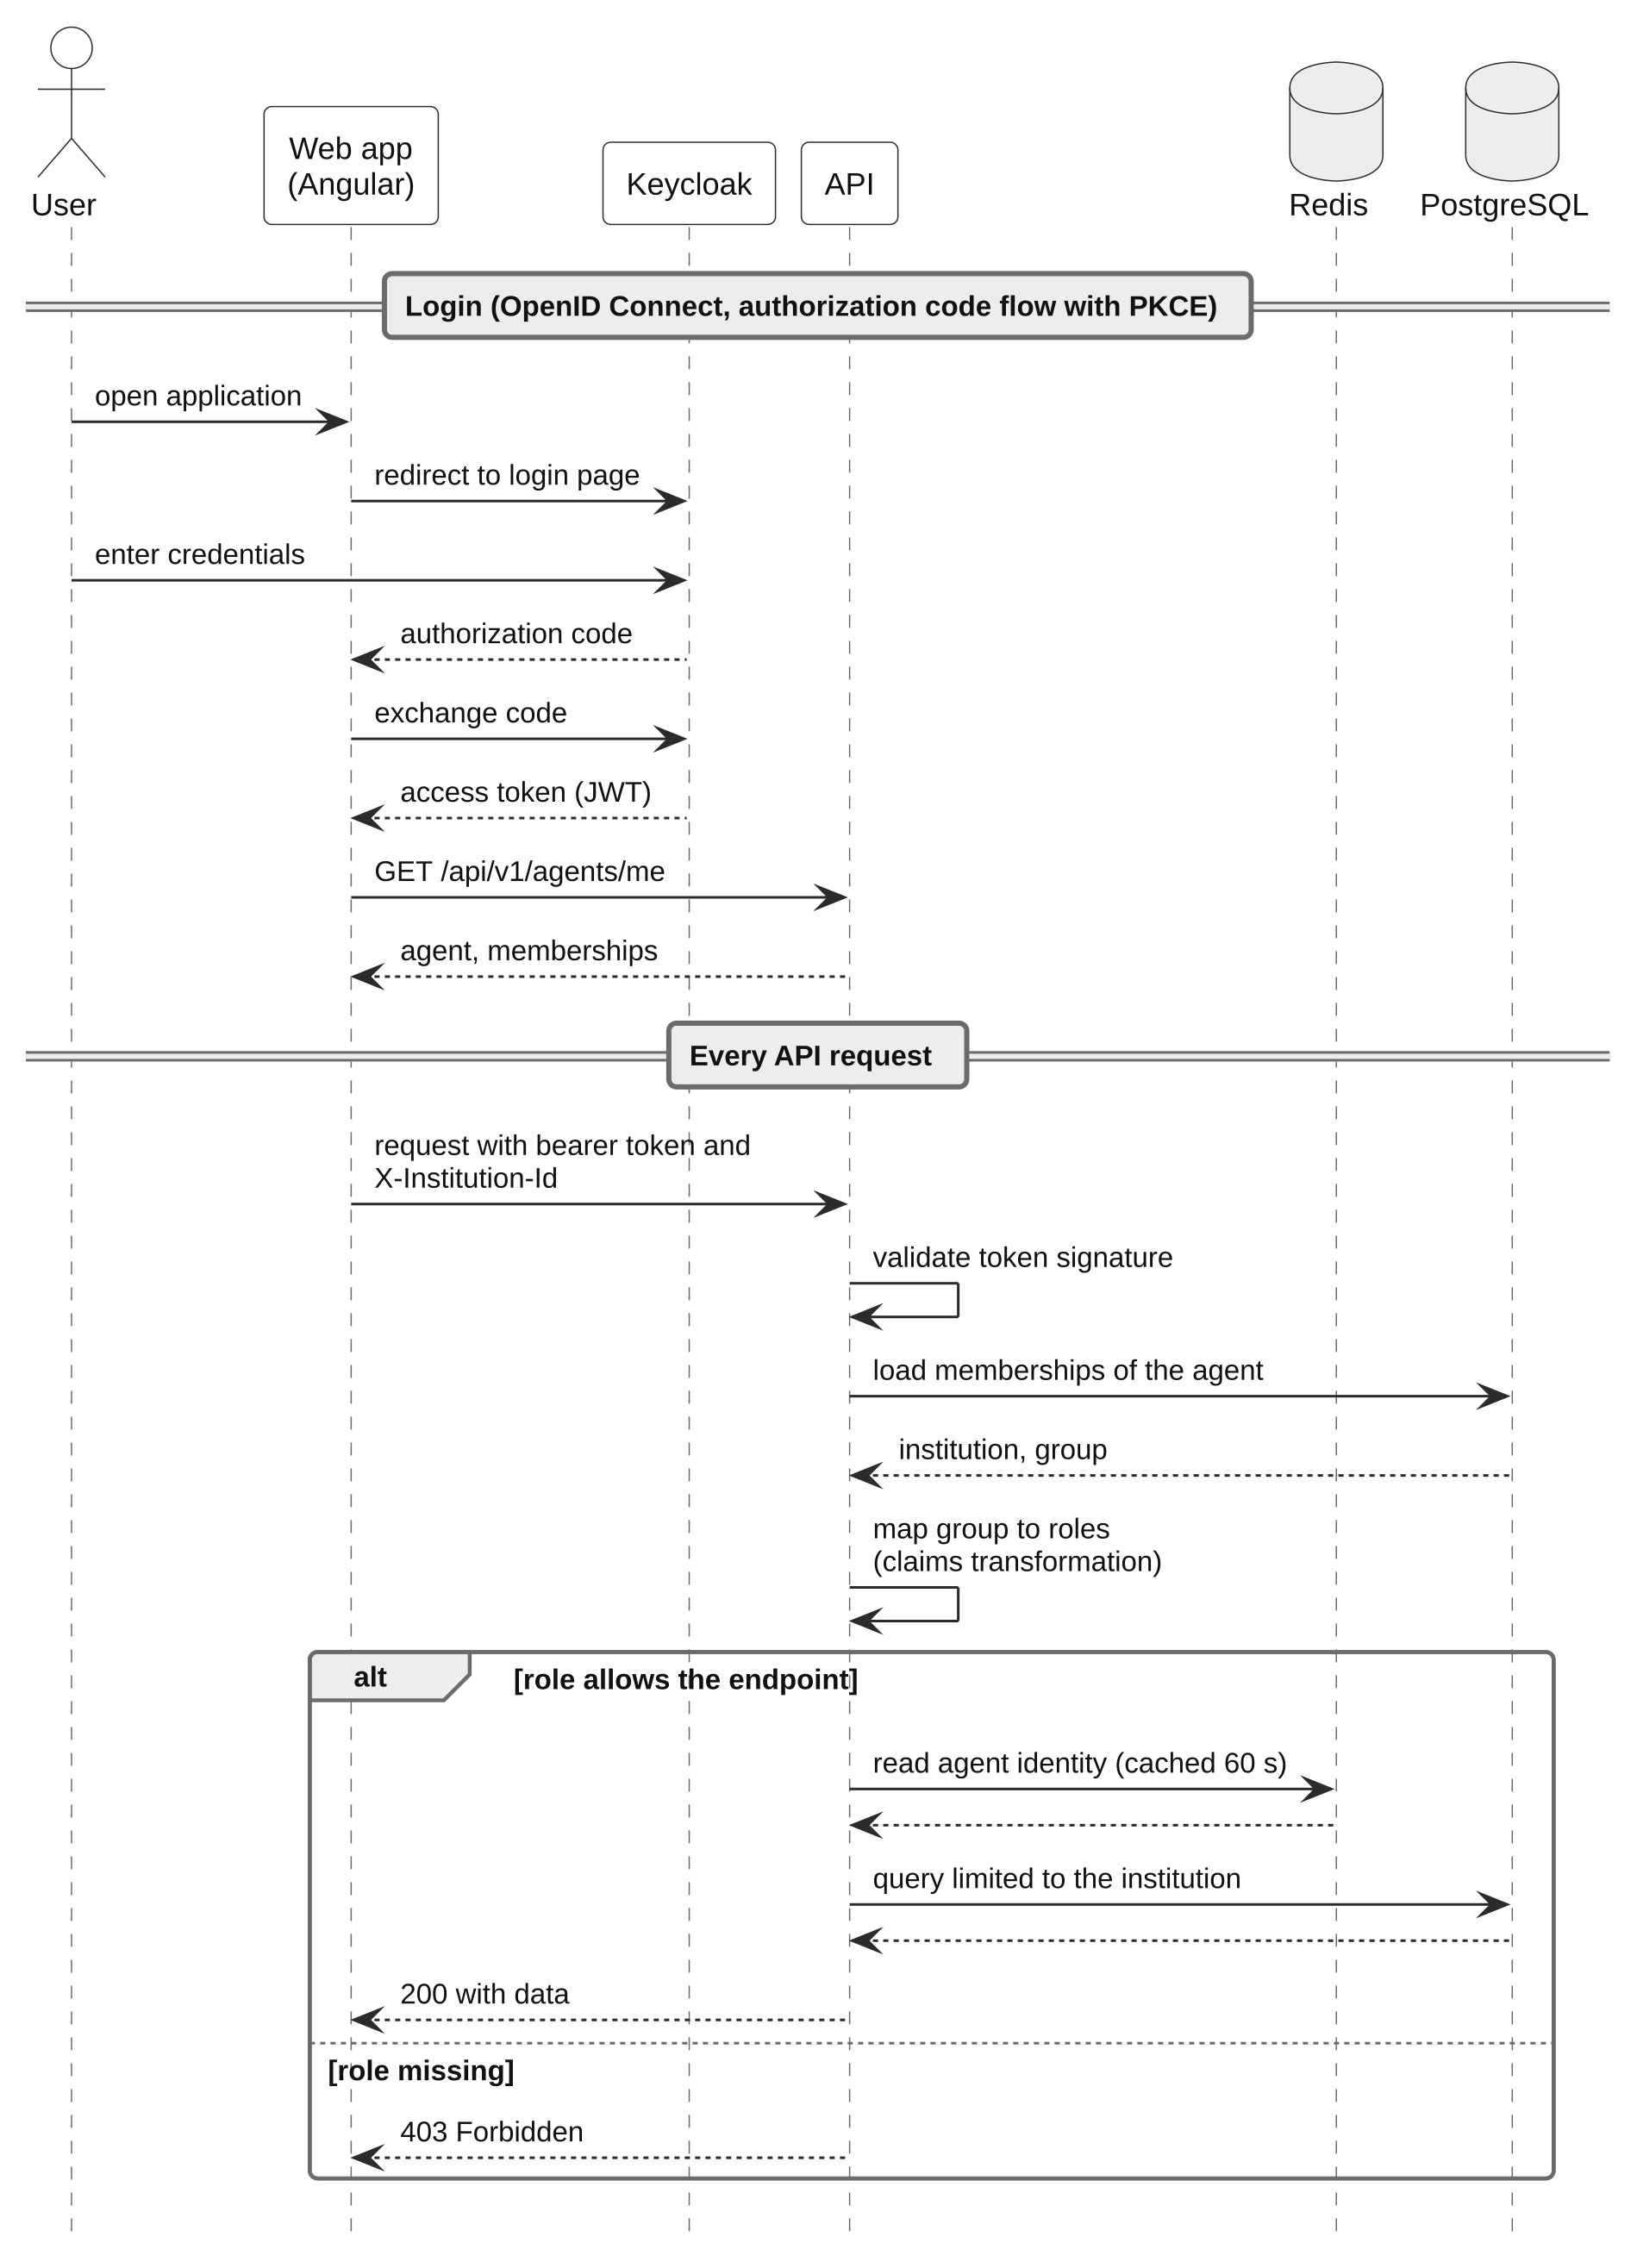 User
Web app
(Angular)
Keycloak
API
Redis
PostgreSQL
Login (OpenID Connect, authorization code flow with PKCE)
open application
redirect to login page
enter credentials
authorization code
exchange code
access token (JWT)
GET /api/v1/agents/me
agent, memberships
Every API request
request with bearer token and
X-Institution-Id
validate token signature
load memberships of the agent
institution, group
map group to roles
(claims transformation)
alt
[role allows the endpoint]
read agent identity (cached 60 s)
query limited to the institution
200 with data
[role missing]
403 Forbidden